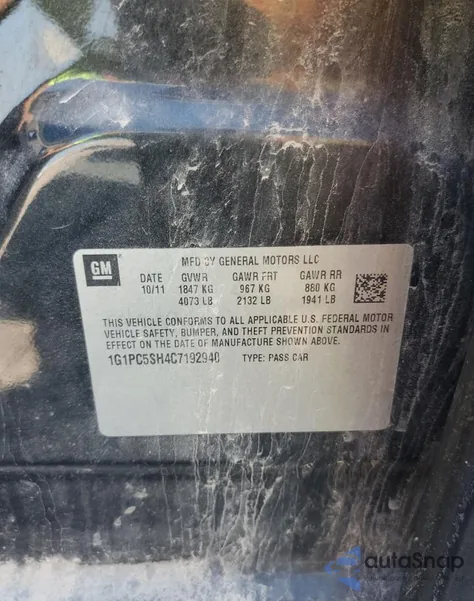 GM
MFD BY GENERAL MOTORS LLC
DATE GVWR GAWR FRT GAWR RR
10/11 1847 KG 967 KG 880 KG
4073 LB 2132 LB 1941 LB
THIS VEHICLE CONFORMS TO ALL APPLICABLE U.S. FEDERAL MOTOR
VEHICLE SAFETY, BUMPER, AND THEFT PREVENTION STANDARDS IN
EFFECT ON THE DATE OF MANUFACTURE SHOWN ABOVE.
1G1PC5SH4C7192940 TYPE: PASS CAR
autoSnap